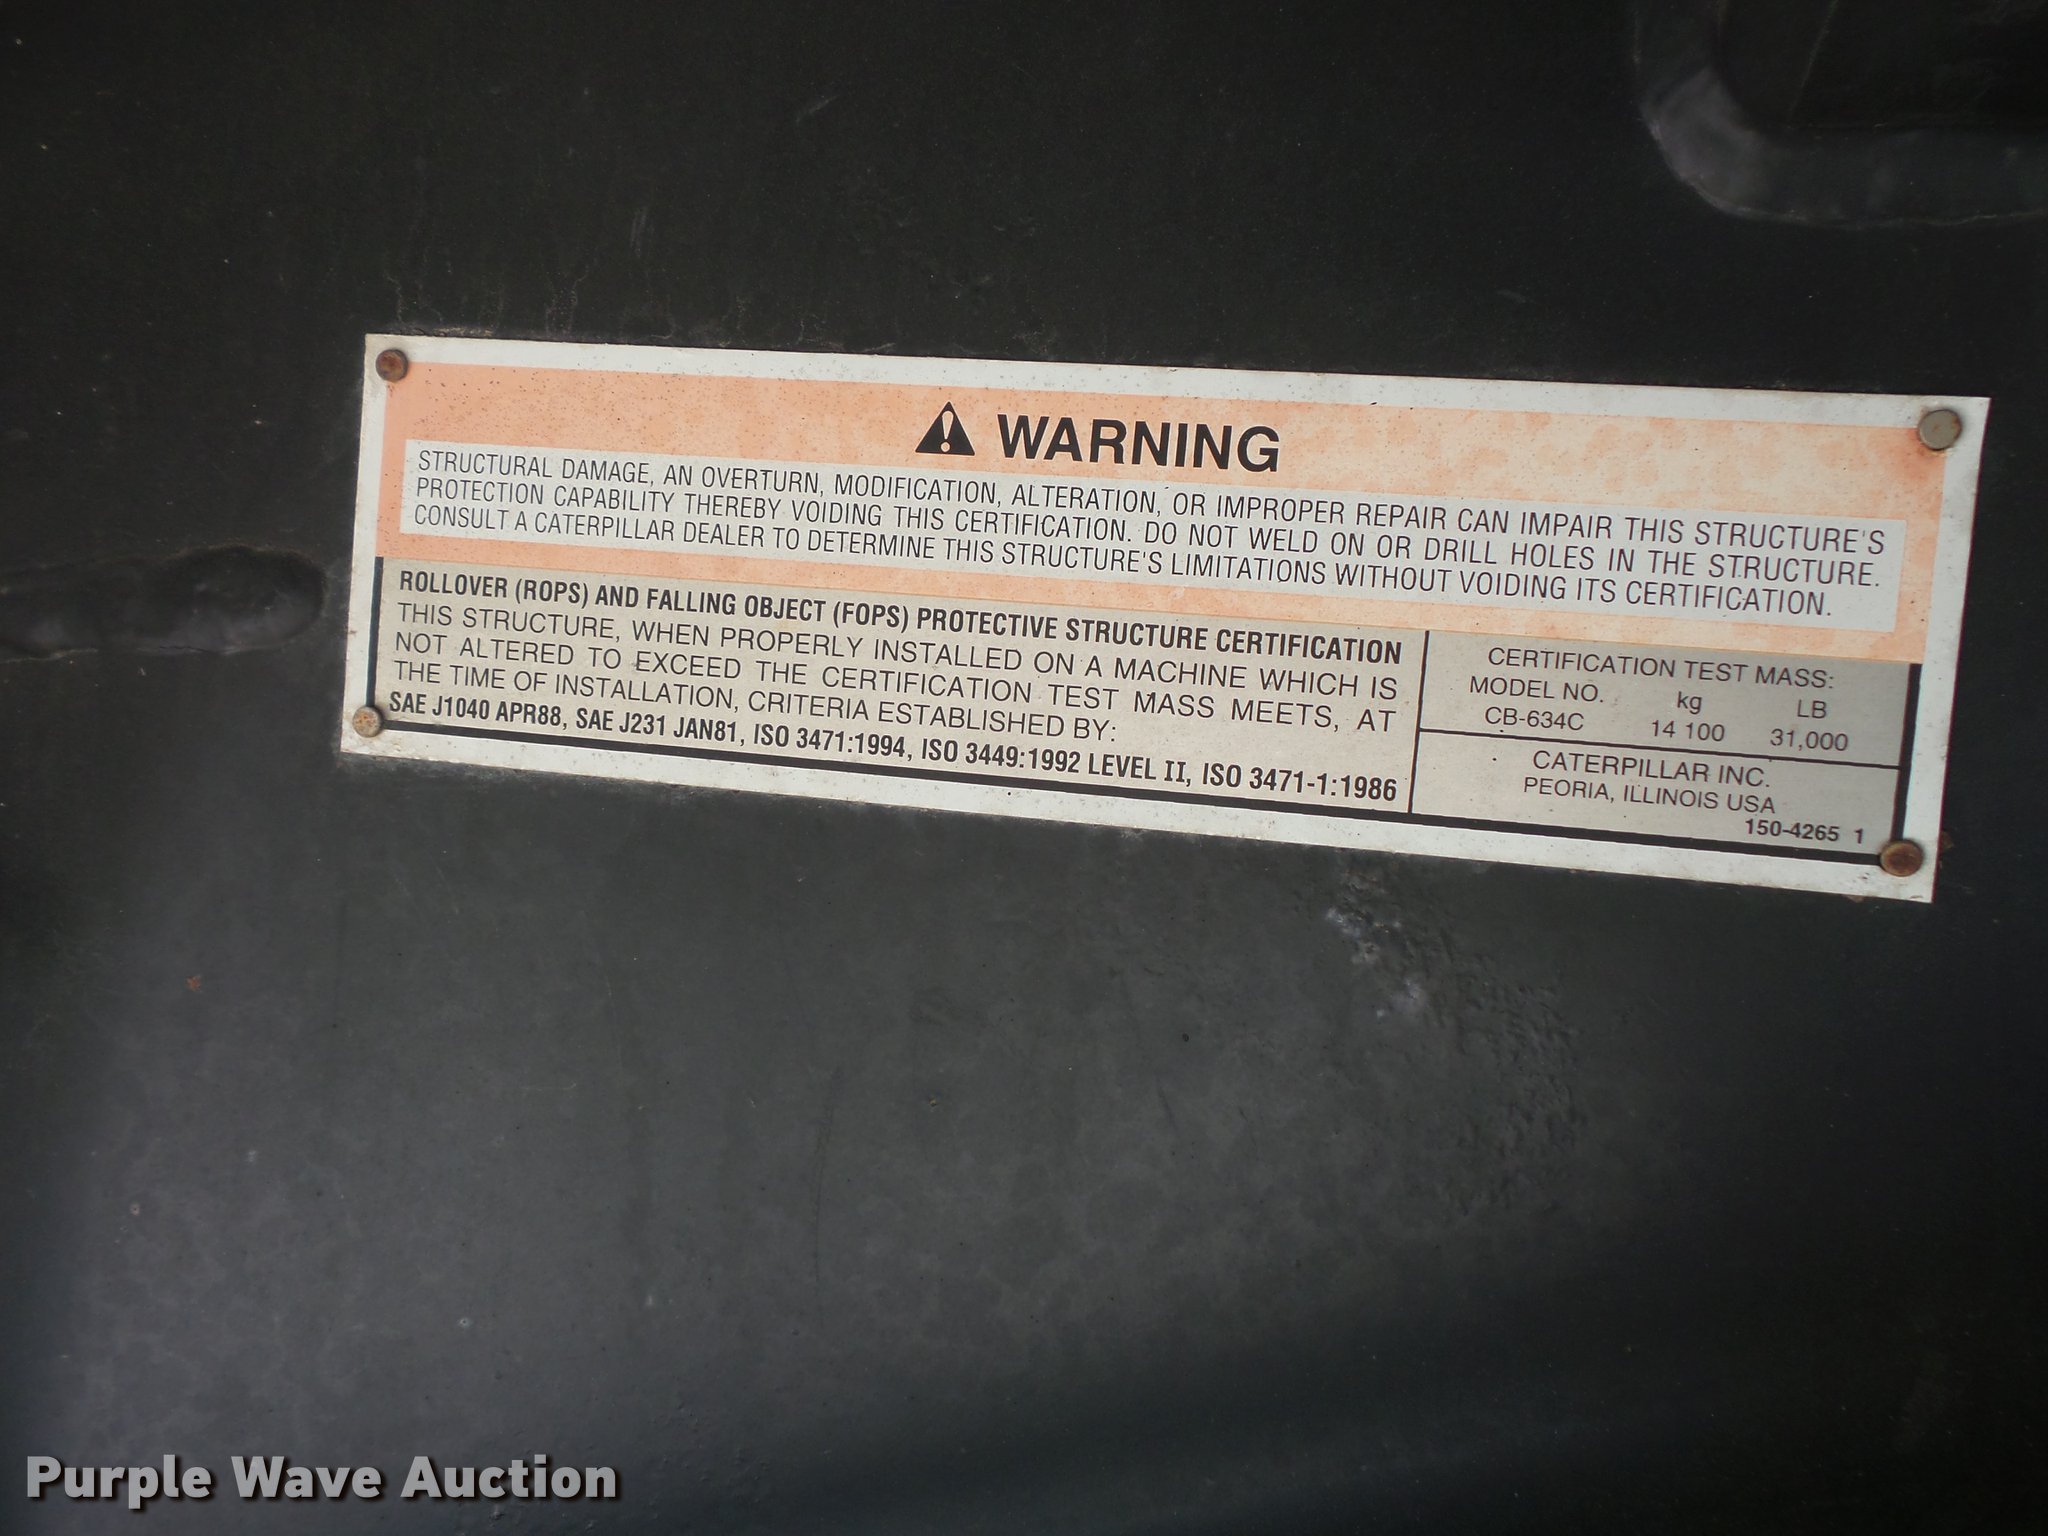 WARNING
STRUCTURAL DAMAGE, AN OVERTURN, MODIFICATION, ALTERATION, OR IMPROPER REPAIR CAN IMPAIR THIS STRUCTURE'S
PROTECTION CAPABILITY THEREBY VOIDING THIS CERTIFICATION. DO NOT WELD ON OR DRILL HOLES IN THE STRUCTURE.
CONSULT A CATERPILLAR DEALER TO DETERMINE THIS STRUCTURE'S LIMITATIONS WITHOUT VOIDING ITS CERTIFICATION.
ROLLOVER (ROPS) AND FALLING OBJECT (FOPS) PROTECTIVE STRUCTURE CERTIFICATION
THIS STRUCTURE, WHEN PROPERLY INSTALLED ON A MACHINE WHICH IS
NOT ALTERED TO EXCEED THE CERTIFICATION TEST MASS MEETS, AT
THE TIME OF INSTALLATION, CRITERIA ESTABLISHED BY:
SAE J1040 APR88, SAE J231 JAN81, ISO 3471:1994, ISO 3449:1992 LEVEL II, ISO 3471-1:1986
CERTIFICATION TEST MASS:
MODEL NO. kg LB
CB-634C 14 100 31,000
CATERPILLAR INC.
PEORIA, ILLINOIS USA
150-4265 1
Purple Wave Auction